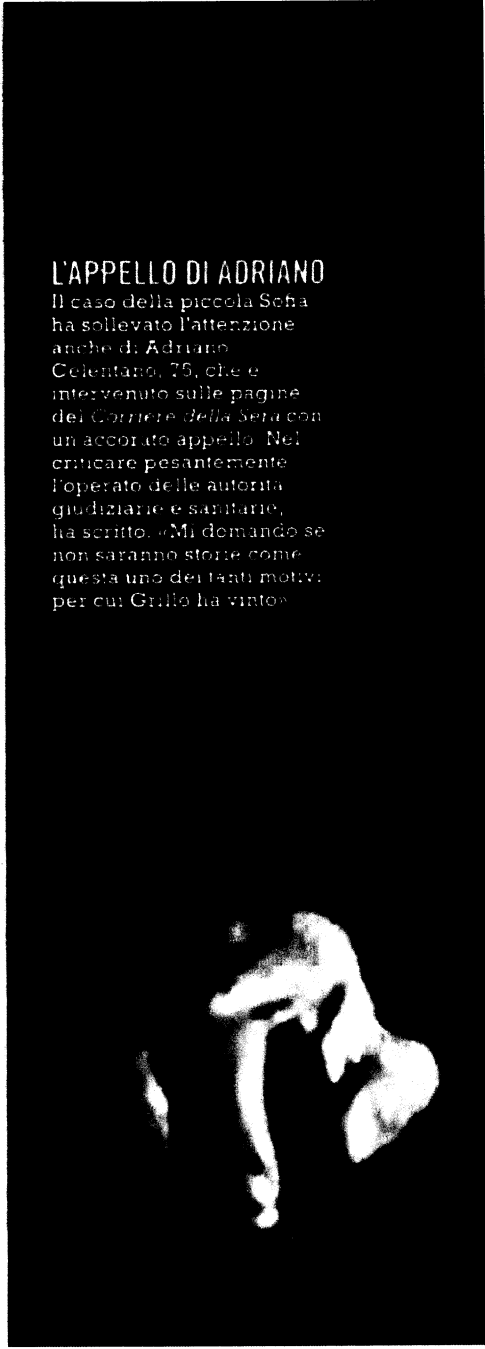 L'APPELLO DI ADRIANO
Il caso della piccola Sofia
ha sollevato l'attenzione
anche di Adriano
Celentano, 75, che è
intervenuto sulle pagine
del Corriere della Sera con
un accorato appello. Nel
criticare pesantemente
l'operato delle autorità
giudiziarie e sanitarie,
ha scritto: «Mi domando se
non saranno storie come
questa uno dei tanti motivi
per cui Grillo ha vinto»